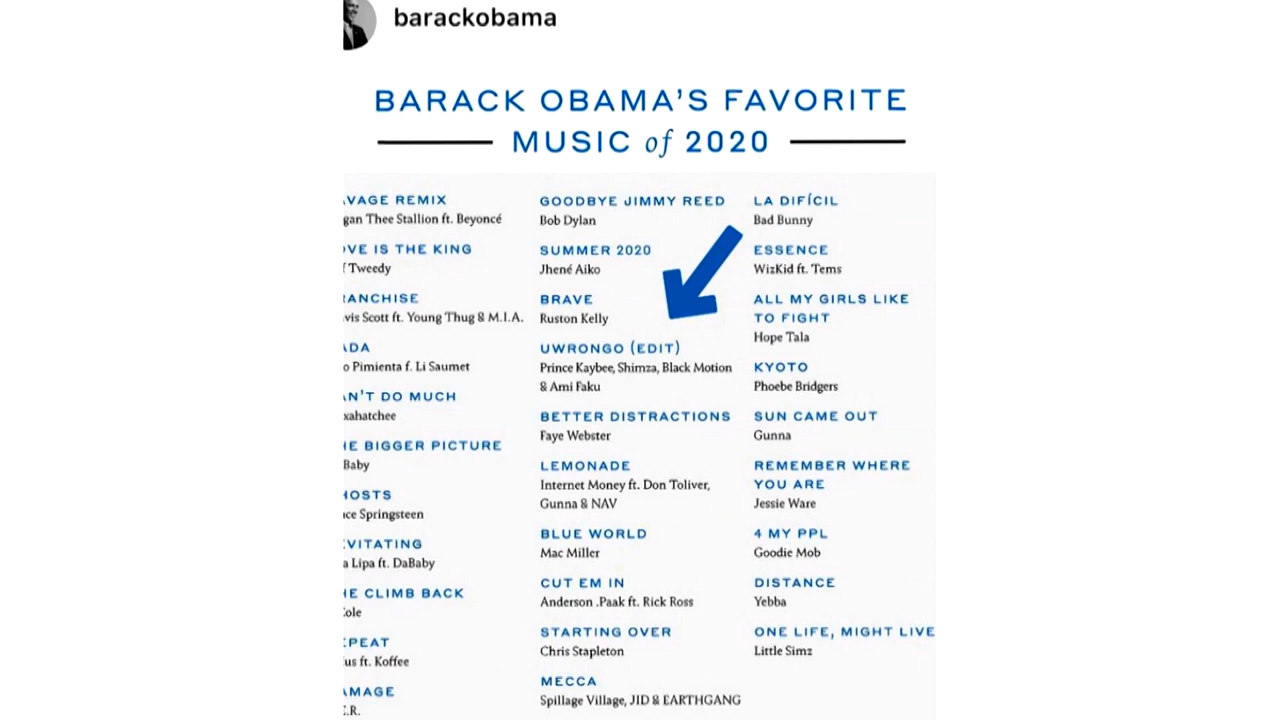 barackobama
BARACK OBAMA'S FAVORITE
MUSIC of 2020
VAGE REMIX
gan Thee Stallion ft. Beyoncé
VE IS THE KING
f Tweedy
RANCHISE
vis Scott ft. Young Thug & M.I.A.
DA
o Pimienta f. Li Saumet
N'T DO MUCH
xahatchee
HE BIGGER PICTURE
Baby
HOSTS
ce Springsteen
EVITATING
a Lipa ft. DaBaby
HE CLIMB BACK
Cole
EPEAT
us ft. Koffee
AMAGE
E.R.
GOODBYE JIMMY REED
Bob Dylan
SUMMER 2020
Jhené Aiko
BRAVE
Ruston Kelly
UWRONGO (EDIT)
Prince Kaybee, Shimza, Black Motion
& Ami Faku
BETTER DISTRACTIONS
Faye Webster
LEMONADE
Internet Money ft. Don Toliver,
Gunna & NAV
BLUE WORLD
Mac Miller
CUT EM IN
Anderson .Paak ft. Rick Ross
STARTING OVER
Chris Stapleton
MECCA
Spillage Village, JID & EARTHGANG
LA DIFÍCIL
Bad Bunny
ESSENCE
WizKid ft. Tems
ALL MY GIRLS LIKE
TO FIGHT
Hope Tala
KYOTO
Phoebe Bridgers
SUN CAME OUT
Gunna
REMEMBER WHERE
YOU ARE
Jessie Ware
4 MY PPL
Goodie Mob
DISTANCE
Yebba
ONE LIFE, MIGHT LIVE
Little Simz